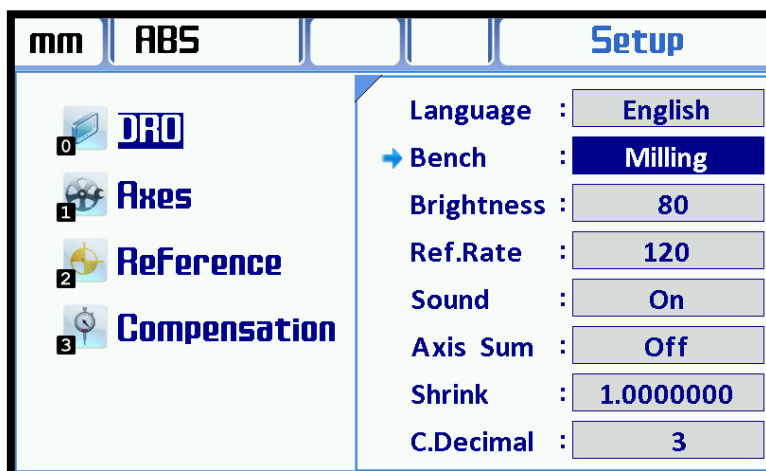 mm ABS Setup
0 DRO
1 Axes
2 Reference
3 Compensation
Language : English
Bench : Milling
Brightness : 80
Ref.Rate : 120
Sound : On
Axis Sum : Off
Shrink : 1.0000000
C.Decimal : 3